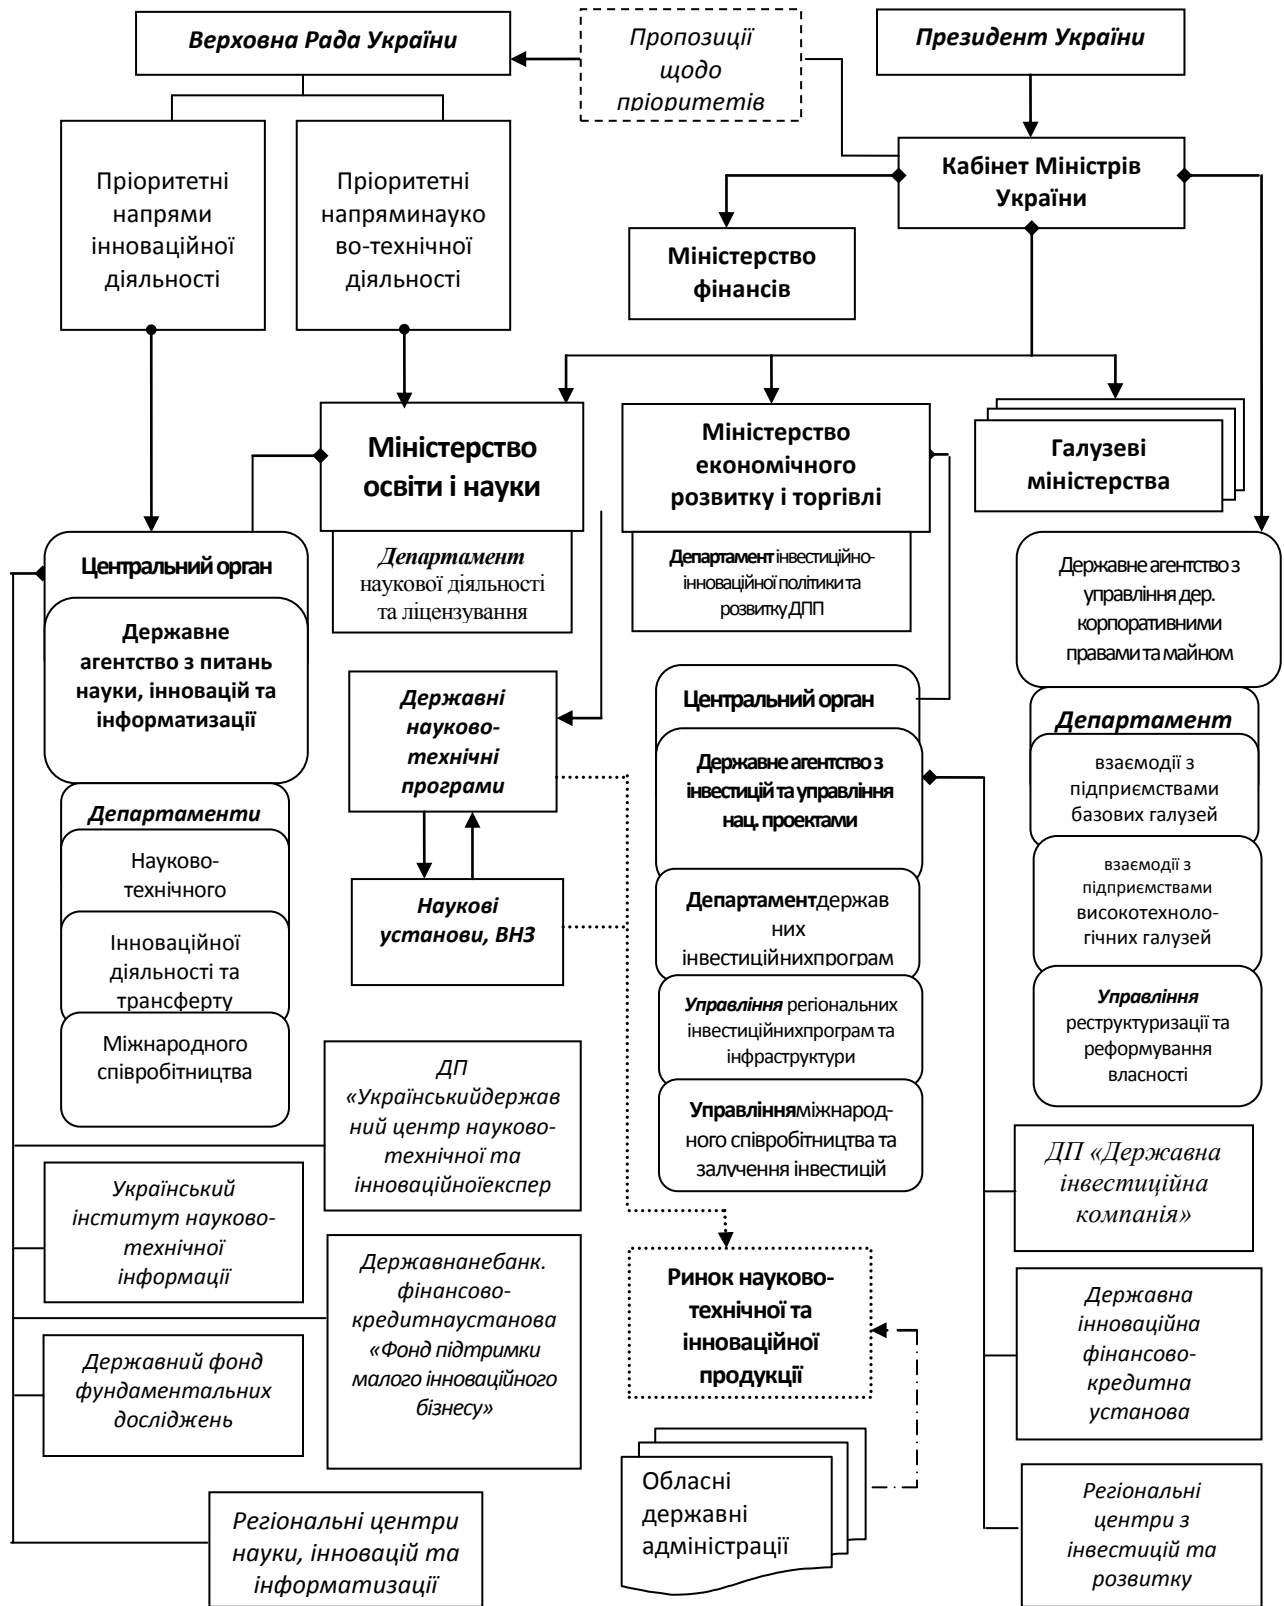 Верховна Рада України
Пропозиції
щодо
пріоритетів
Президент України
Пріоритетні
напрями
інноваційної
діяльності
Пріоритетні
напряминауко
во-технічної
діяльності
Кабінет Міністрів
України
Міністерство
фінансів
Міністерство
освіти і науки
Міністерство
економічного
розвитку і торгівлі
Галузеві
міністерства
Департамент
наукової діяльності
та ліцензування
Департамент інвестиційно-
інноваційної політики та
розвитку ДПП
Державне агентство з
управління дер.
корпоративними
правами та майном
Центральний орган
Державне
агентство з питань
науки, інновацій та
інформатизації
Департаменти
Науково-
технічного
Інноваційної
діяльності та
трансферту
Міжнародного
співробітництва
Державні
науково-
технічні
програми
Наукові
установи, ВНЗ
Центральний орган
Державне агентство з
інвестицій та управління
нац. проектами
Департаментдержав
них
інвестиційнихпрограм
Управління регіональних
інвестиційнихпрограм та
інфраструктури
Управлінняміжнарод-
ного співробітництва та
залучення інвестицій
Департамент
взаємодії з
підприємствами
базових галузей
взаємодії з
підприємствами
високотехноло-
гічних галузей
Управління
реструктуризації та
реформування
власності
ДП
«Українськийдержав
ний центр науково-
технічної та
інноваційноїекспер
Український
інститут науково-
технічної
інформації
Державнанебанк.
фінансово-
кредитнаустанова
«Фонд підтримки
малого інноваційного
бізнесу»
Державний фонд
фундаментальних
досліджень
Регіональні центри
науки, інновацій та
інформатизації
Ринок науково-
технічної та
інноваційної
продукції
Обласні
державні
адміністрації
ДП «Державна
інвестиційна
компанія»
Державна
інноваційна
фінансово-
кредитна
установа
Регіональні
центри з
інвестицій та
розвитку